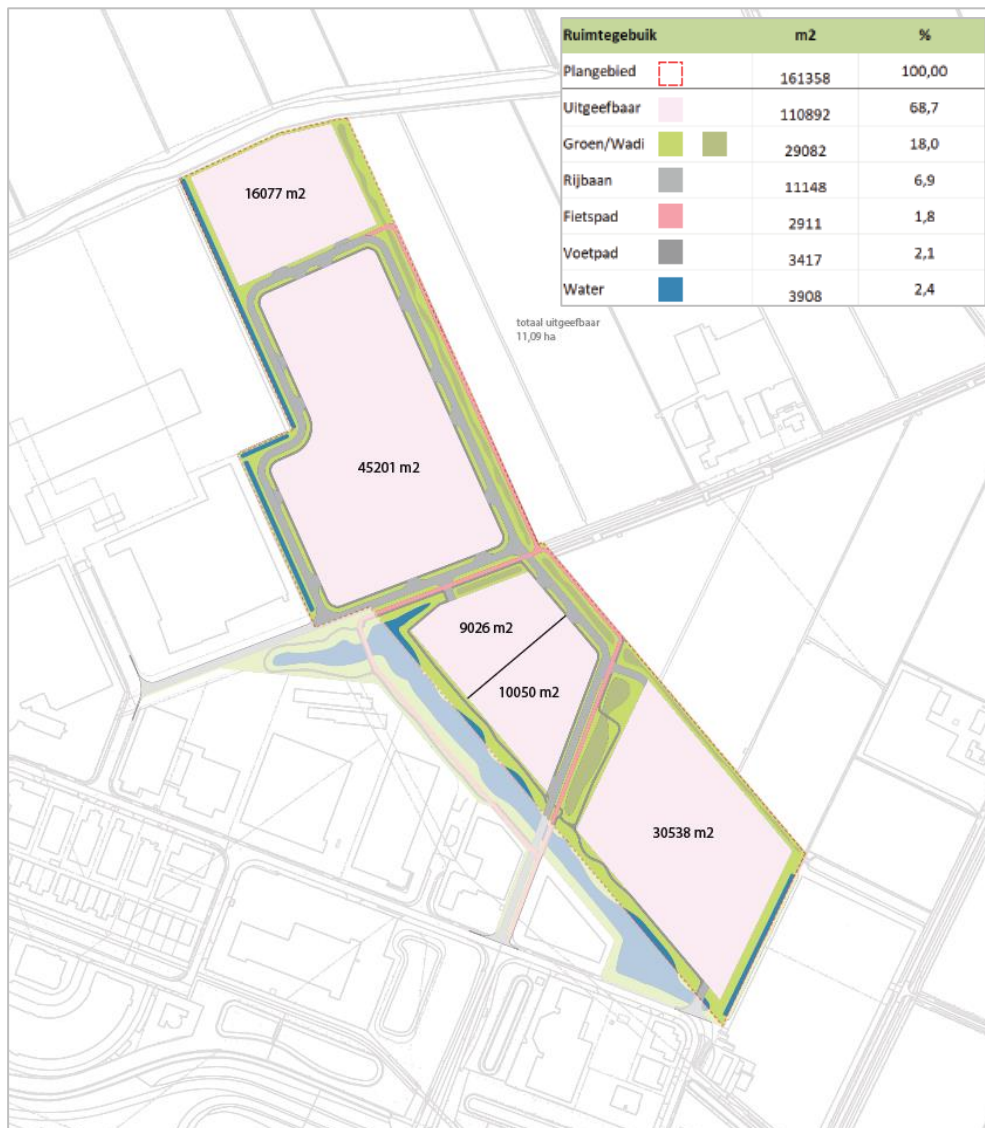 Ruimtegebuik m2 %
Plangebied 161358 100,00
Uitgeefbaar 110892 68,7
Groen/Wadi 29082 18,0
Rijbaan 11148 6,9
Fietspad 2911 1,8
Voetpad 3417 2,1
Water 3908 2,4
16077 m2
totaal uitgeefbaar
11,09 ha
45201 m2
9026 m2
10050 m2
30538 m2